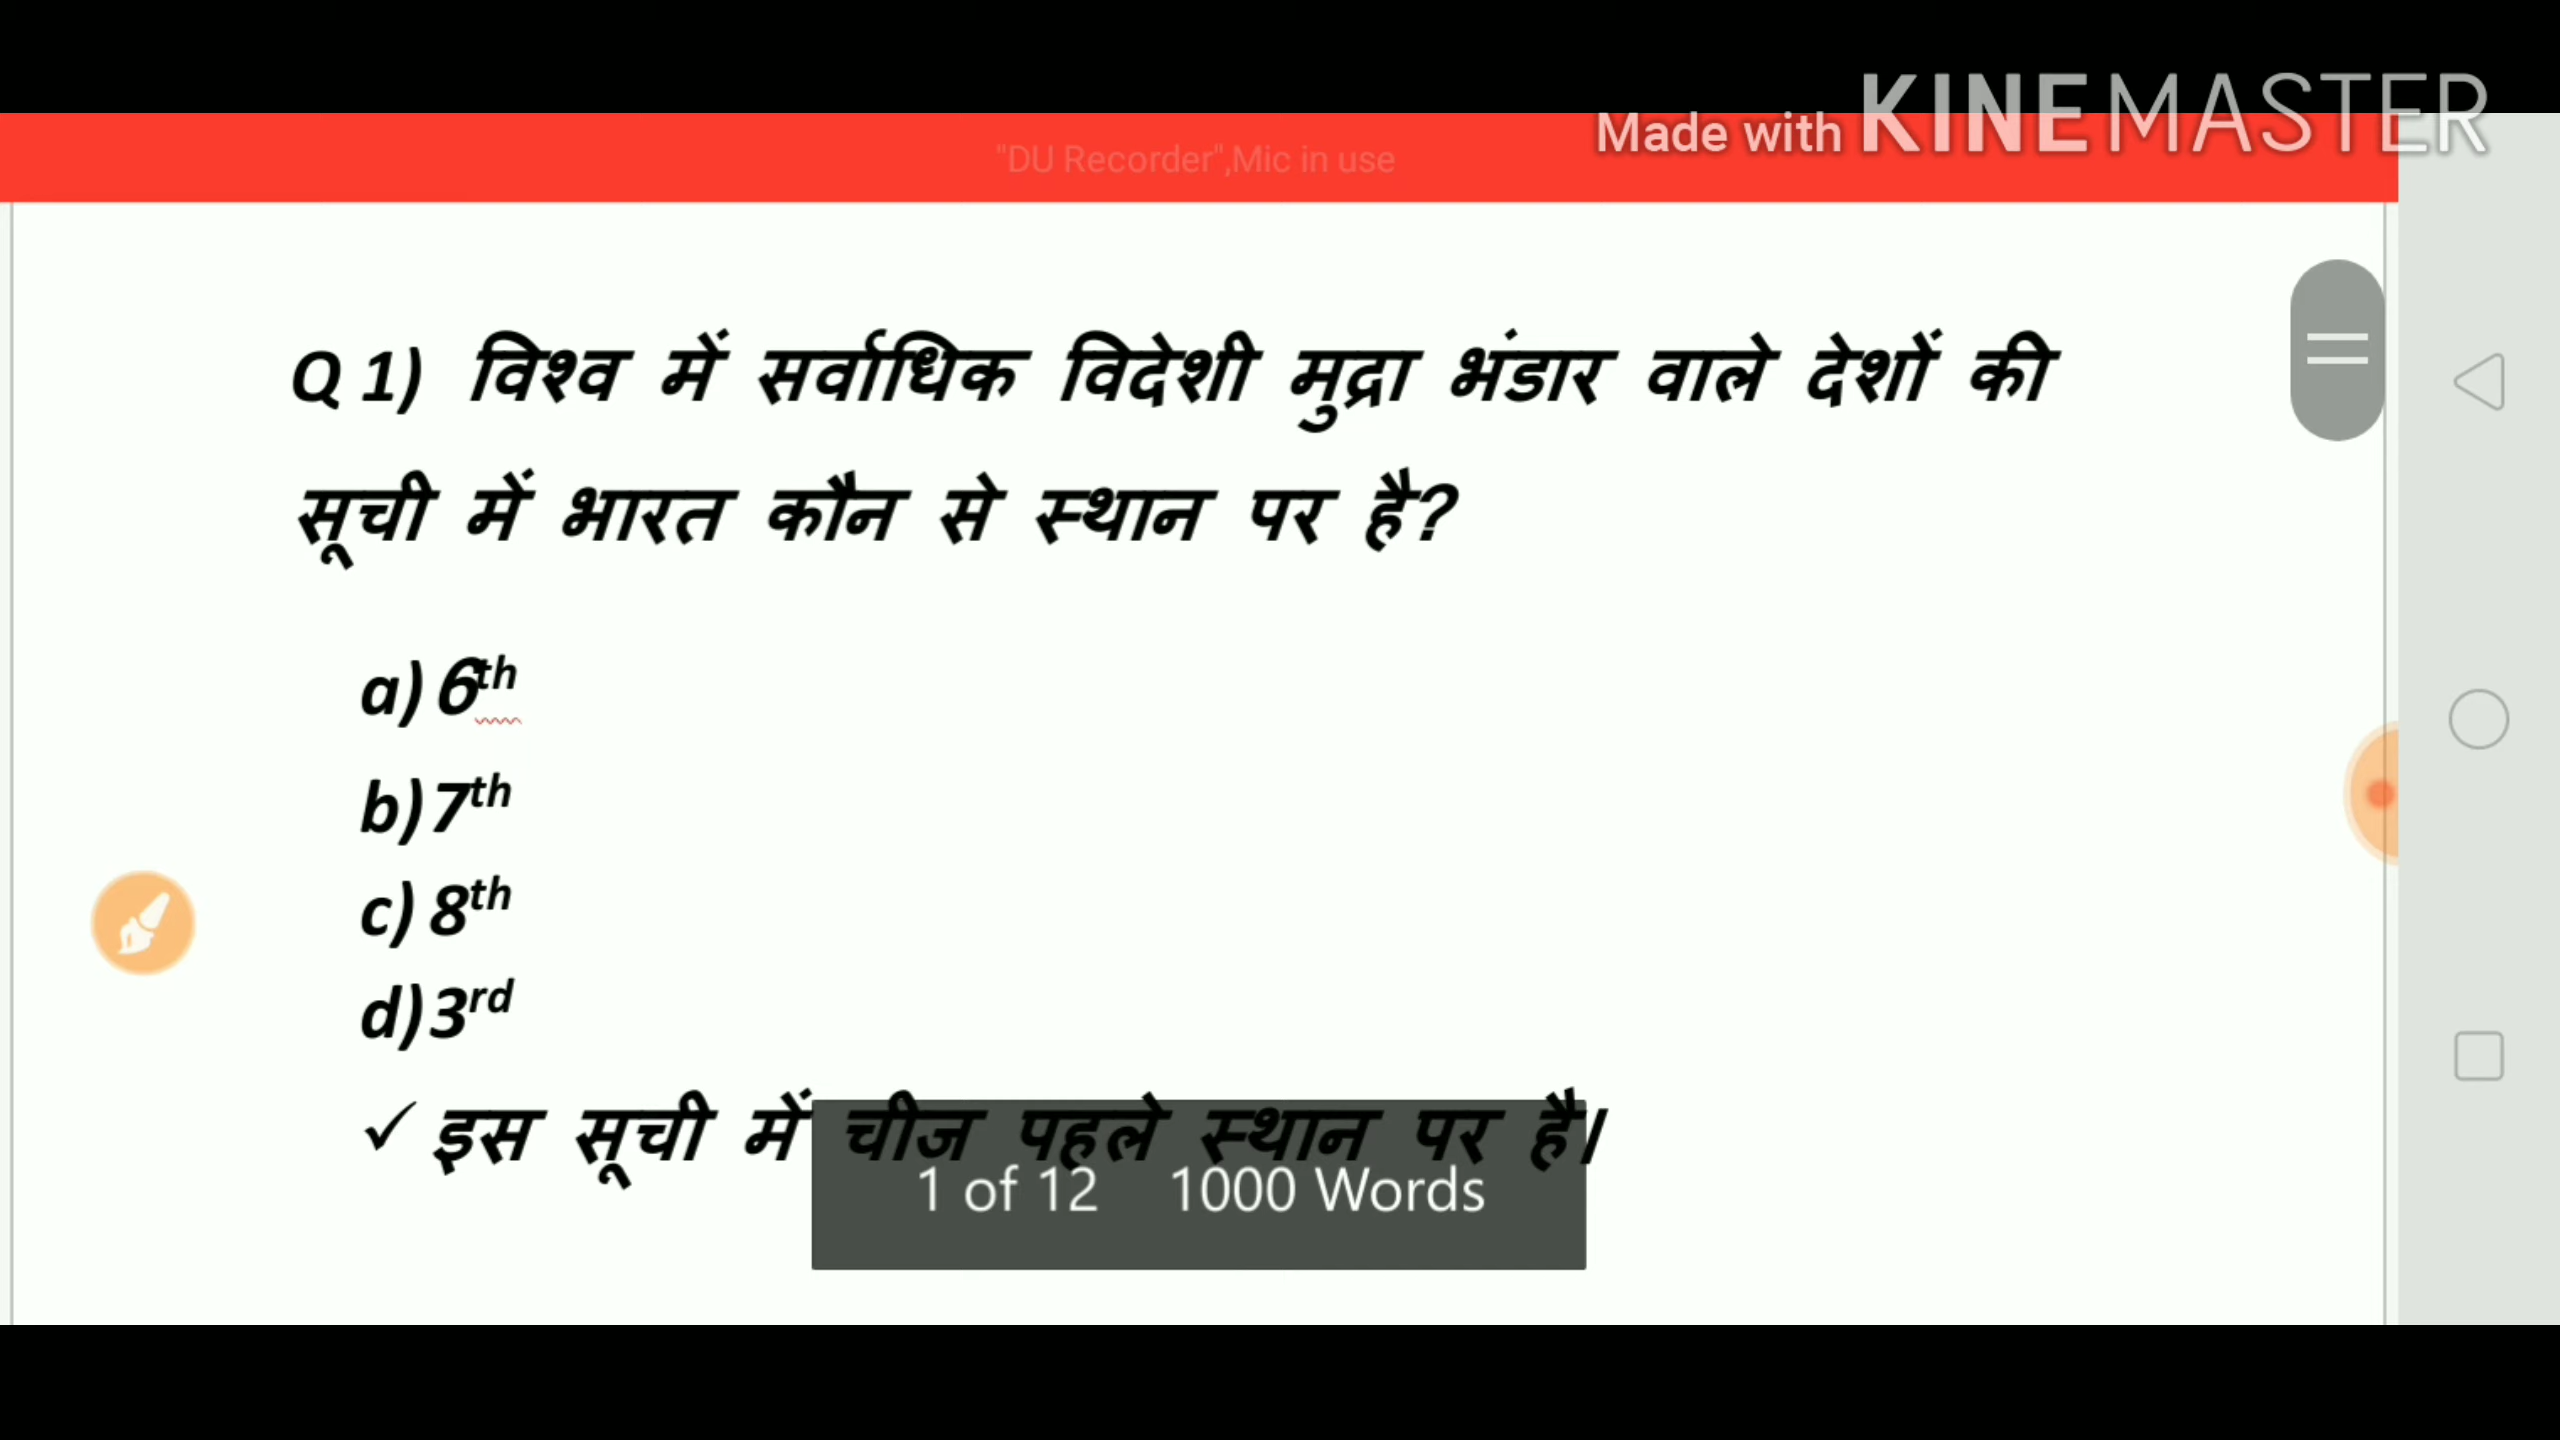 Made with KINEMASTER
"DU Recorder",Mic in use
Q 1) विश्व में सर्वाधिक विदेशी मुद्रा भंडार वाले देशों की
सूची में भारत कौन से स्थान पर है?
a) 6th
b) 7th
c) 8th
d) 3rd
✓ इस सूची में चीज पहले स्थान पर है।
1 of 12 1000 Words